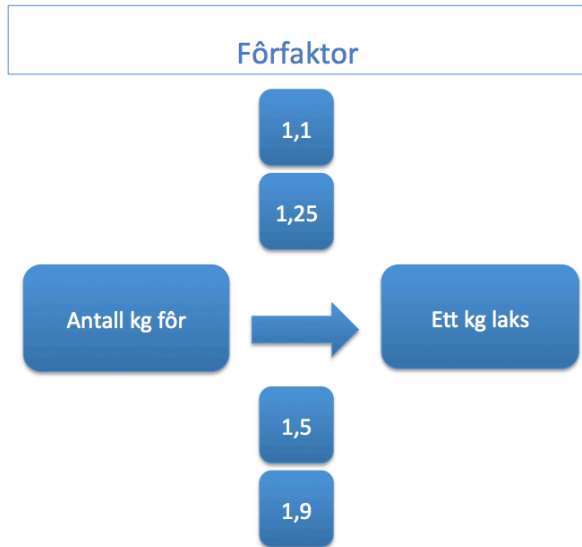 Fôrfaktor
1,1
1,25
Antall kg fôr
Ett kg laks
1,5
1,9